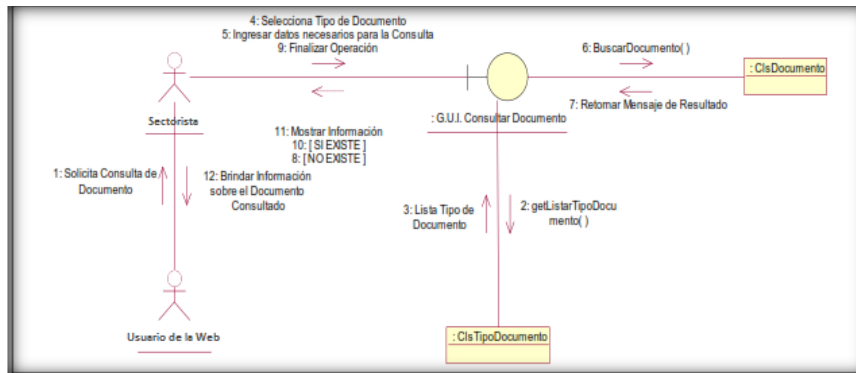 4: Selecciona Tipo de Documento
5: Ingresar datos necesarios para la Consulta
9: Finalizar Operación
6: BuscarDocumento( )
: ClsDocumento
7: Retornar Mensaje de Resultado
Sectorista
: G.U.I. Consultar Documento
11: Mostrar Información
10: [ SI EXISTE ]
8: [ NO EXISTE ]
1: Solicita Consulta de
Documento
12: Brindar Información
sobre el Documento
Consultado
3: Lista Tipo de
Documento
2: getListarTipoDocu
mento( )
Usuario de la Web
: ClsTipoDocumento